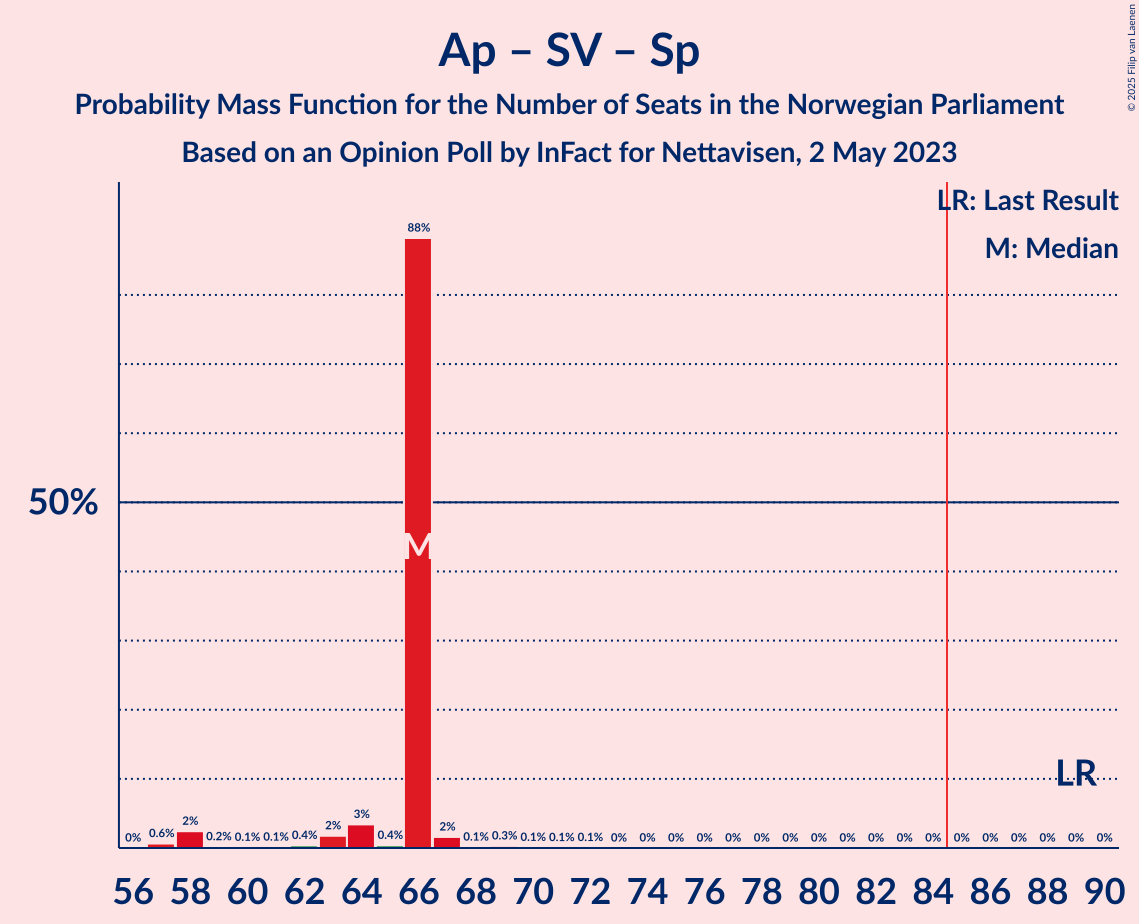 Ap – SV – Sp
Probability Mass Function for the Number of Seats in the Norwegian Parliament
Based on an Opinion Poll by InFact for Nettavisen, 2 May 2023
© 2025 Filip van Laenen
LR: Last Result
M: Median
88%
50%
M
LR
0% 0.6% 2% 0.2% 0.1% 0.1% 0.4% 2% 3% 0.4% 2% 0.1% 0.3% 0.1% 0.1% 0.1% 0% 0% 0% 0% 0% 0% 0% 0% 0% 0% 0% 0% 0% 0% 0% 0% 0% 0%
56 58 60 62 64 66 68 70 72 74 76 78 80 82 84 86 88 90